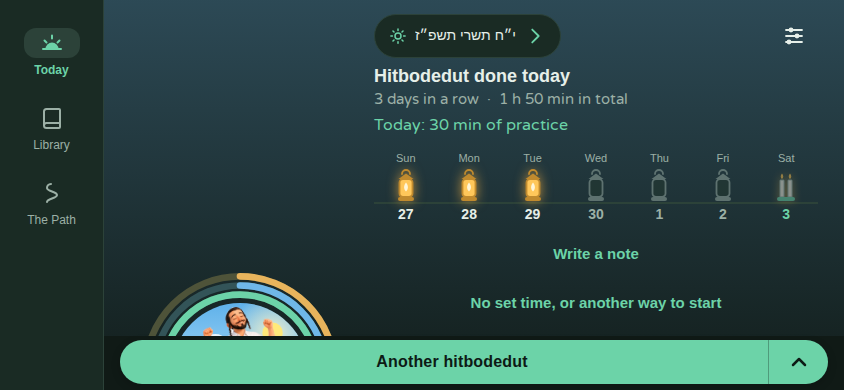 Today
Library
The Path
י״ח תשרי תשפ״ז
Hitbodedut done today
3 days in a row · 1 h 50 min in total
Today: 30 min of practice
Sun Mon Tue Wed Thu Fri Sat
27 28 29 30 1 2 3
Write a note
No set time, or another way to start
Another hitbodedut